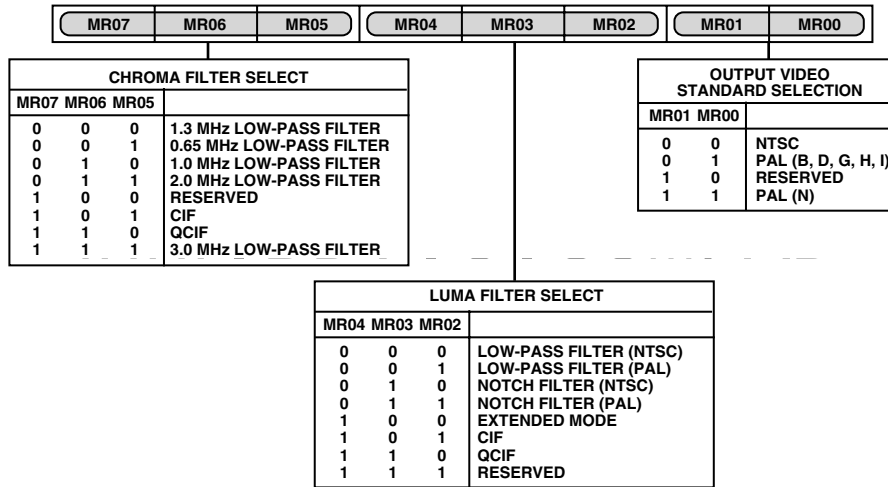 MR07 MR06 MR05 MR04 MR03 MR02 MR01 MR00
CHROMA FILTER SELECT
MR07 MR06 MR05
0 0 0 1.3 MHz LOW-PASS FILTER
0 0 1 0.65 MHz LOW-PASS FILTER
0 1 0 1.0 MHz LOW-PASS FILTER
0 1 1 2.0 MHz LOW-PASS FILTER
1 0 0 RESERVED
1 0 1 CIF
1 1 0 QCIF
1 1 1 3.0 MHz LOW-PASS FILTER
OUTPUT VIDEO
STANDARD SELECTION
MR01 MR00
0 0 NTSC
0 1 PAL (B, D, G, H, I)
1 0 RESERVED
1 1 PAL (N)
LUMA FILTER SELECT
MR04 MR03 MR02
0 0 0 LOW-PASS FILTER (NTSC)
0 0 1 LOW-PASS FILTER (PAL)
0 1 0 NOTCH FILTER (NTSC)
0 1 1 NOTCH FILTER (PAL)
1 0 0 EXTENDED MODE
1 0 1 CIF
1 1 0 QCIF
1 1 1 RESERVED